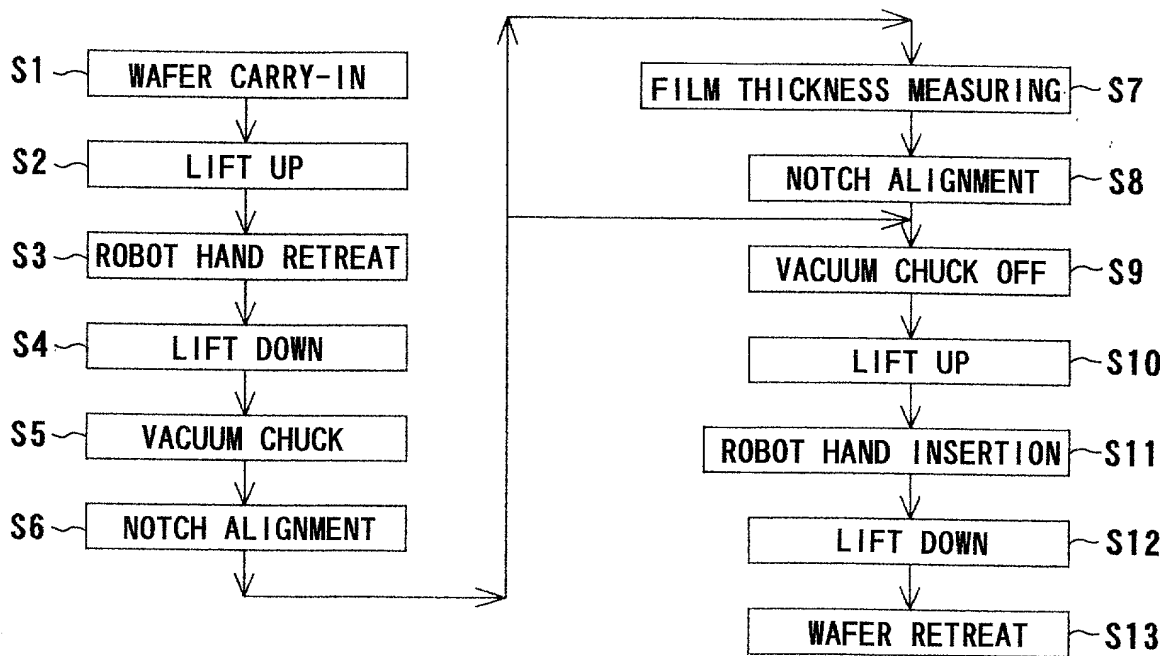 S1 WAFER CARRY-IN
S2 LIFT UP
S3 ROBOT HAND RETREAT
S4 LIFT DOWN
S5 VACUUM CHUCK
S6 NOTCH ALIGNMENT
FILM THICKNESS MEASURING S7
NOTCH ALIGNMENT S8
VACUUM CHUCK OFF S9
LIFT UP S10
ROBOT HAND INSERTION S11
LIFT DOWN S12
WAFER RETREAT S13